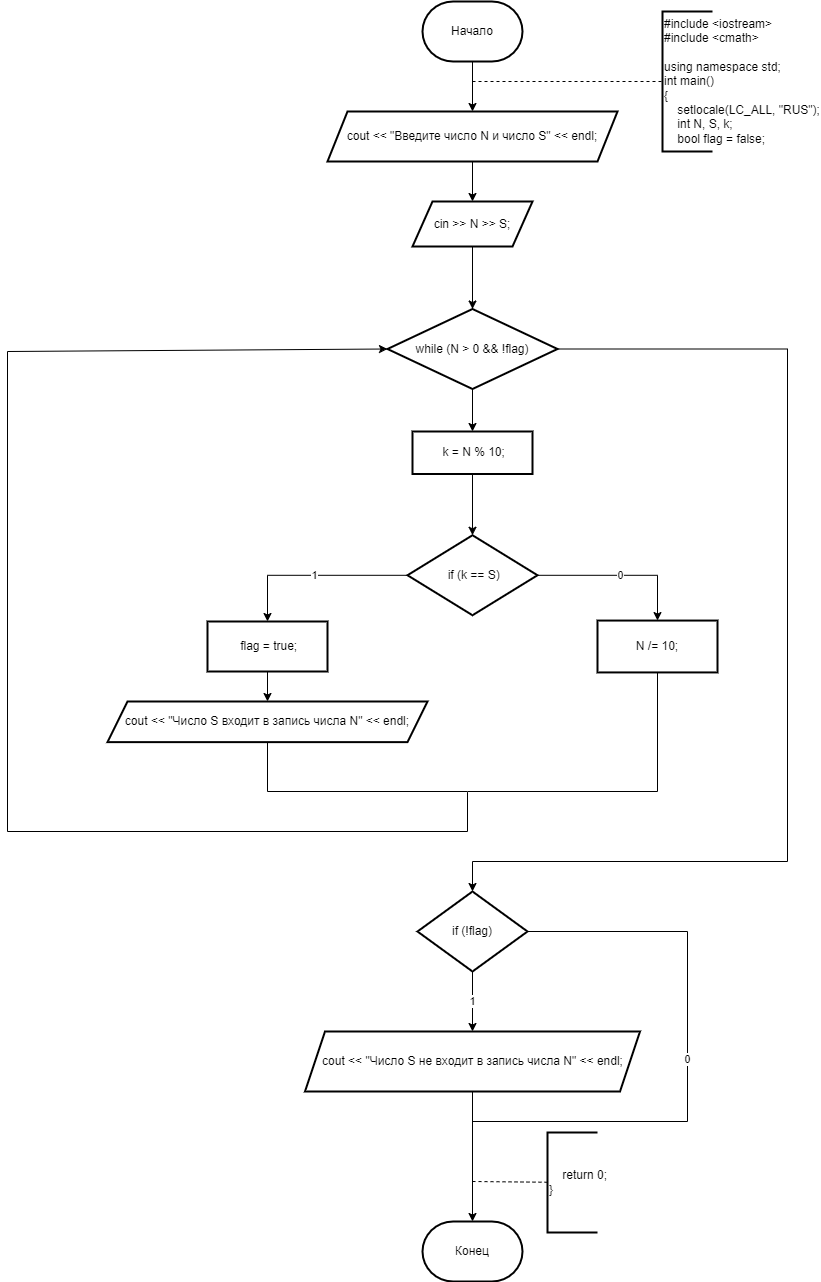 Начало
#include <iostream>
#include <cmath>
using namespace std;
int main()
{
setlocale(LC_ALL, "RUS");
int N, S, k;
bool flag = false;
cout << "Введите число N и число S" << endl;
cin >> N >> S;
while (N > 0 && !flag)
k = N % 10;
if (k == S)
1
0
flag = true;
N /= 10;
cout << "Число S входит в запись числа N" << endl;
if (!flag)
1
cout << "Число S не входит в запись числа N" << endl;
0
return 0;
}
Конец